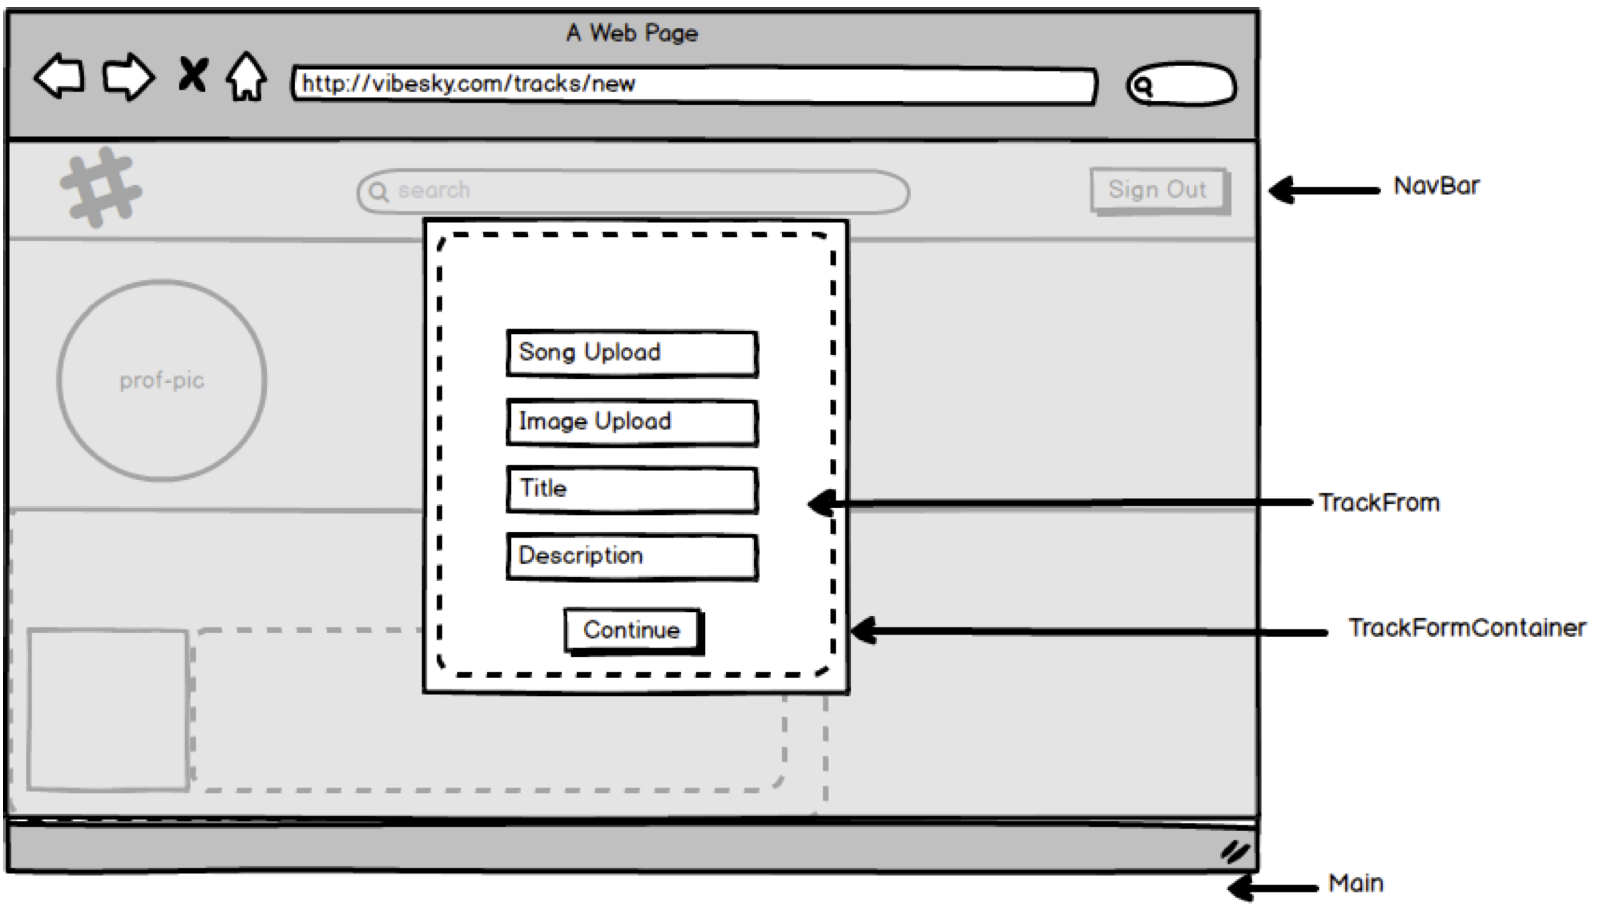 A Web Page
http://vibesky.com/tracks/new
search
Sign Out
NavBar
prof-pic
Song Upload
Image Upload
Title
TrackFrom
Description
Continue
TrackFormContainer
Main